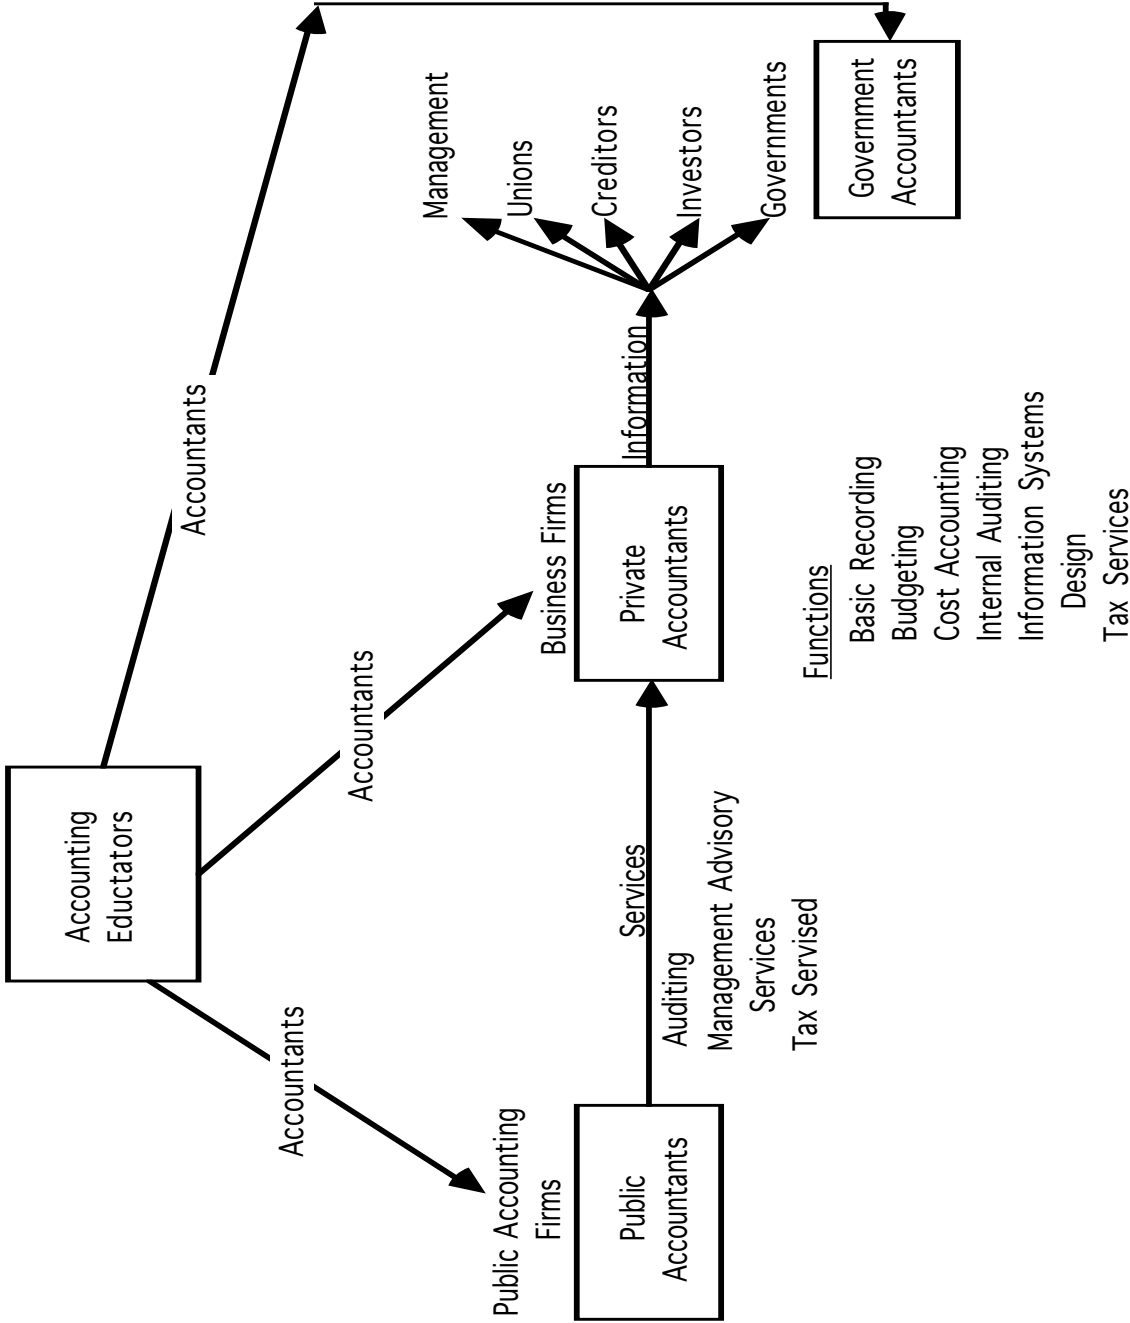 Accounting
Eductators
Accountants
Accountants
Accountants
Public Accounting
Firms
Public
Accountants
Services
Auditing
Management Advisory
Services
Tax Servised
Business Firms
Private
Accountants
Information
Management
Unions
Creditors
Investors
Governments
Government
Accountants
Functions
Basic Recording
Budgeting
Cost Accounting
Internal Auditing
Information Systems
Design
Tax Services